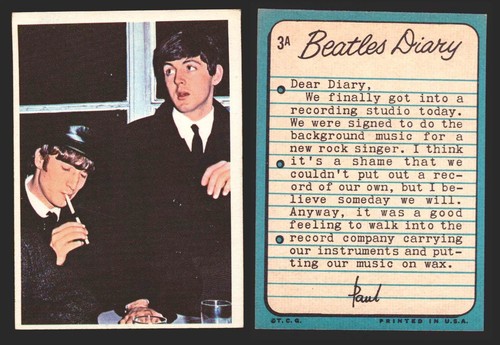 3A Beatles Diary
Dear Diary,
We finally got into a
recording studio today.
We were signed to do the
background music for a
new rock singer. I think
it's a shame that we
couldn't put out a rec-
ord of our own, but I be-
lieve someday we will.
Anyway, it was a good
feeling to walk into the
record company carrying
our instruments and put-
ting our music on wax.
Paul
©T.C.G. PRINTED IN U.S.A.